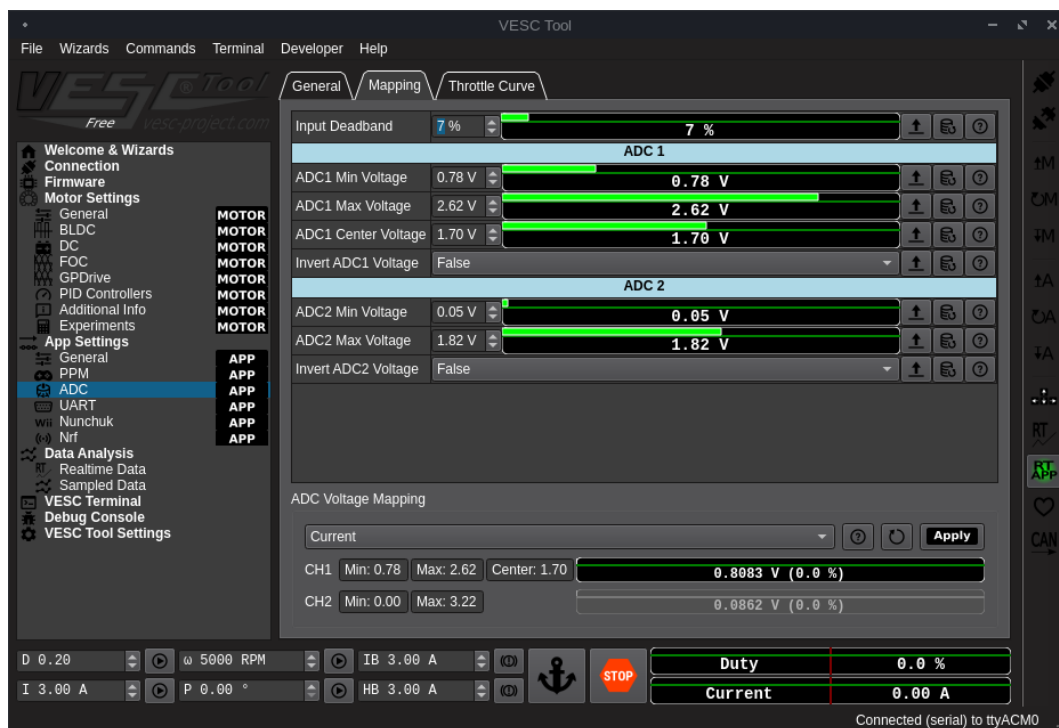 VESC Tool
File Wizards Commands Terminal Developer Help
VESC Tool ®
Free vesc-project.com
Welcome & Wizards
Connection
Firmware
Motor Settings
General MOTOR
BLDC MOTOR
DC MOTOR
FOC MOTOR
GPDrive MOTOR
PID Controllers MOTOR
Additional Info MOTOR
Experiments MOTOR
App Settings
General APP
PPM APP
ADC APP
UART APP
Wii Nunchuk APP
Nrf APP
Data Analysis
RT Realtime Data
Sampled Data
VESC Terminal
Debug Console
VESC Tool Settings
General Mapping Throttle Curve
Input Deadband 7 % 7 %
ADC 1
ADC1 Min Voltage 0.78 V 0.78 V
ADC1 Max Voltage 2.62 V 2.62 V
ADC1 Center Voltage 1.70 V 1.70 V
Invert ADC1 Voltage False
ADC 2
ADC2 Min Voltage 0.05 V 0.05 V
ADC2 Max Voltage 1.82 V 1.82 V
Invert ADC2 Voltage False
ADC Voltage Mapping
Current Apply
CH1 Min: 0.78 Max: 2.62 Center: 1.70 0.8083 V (0.0 %)
CH2 Min: 0.00 Max: 3.22 0.0862 V (0.0 %)
M
M
M
A
A
A
RT
RT APP
CAN
D 0.20 ω 5000 RPM IB 3.00 A
I 3.00 A P 0.00 ° HB 3.00 A
STOP
Duty 0.0 %
Current 0.00 A
Connected (serial) to ttyACM0